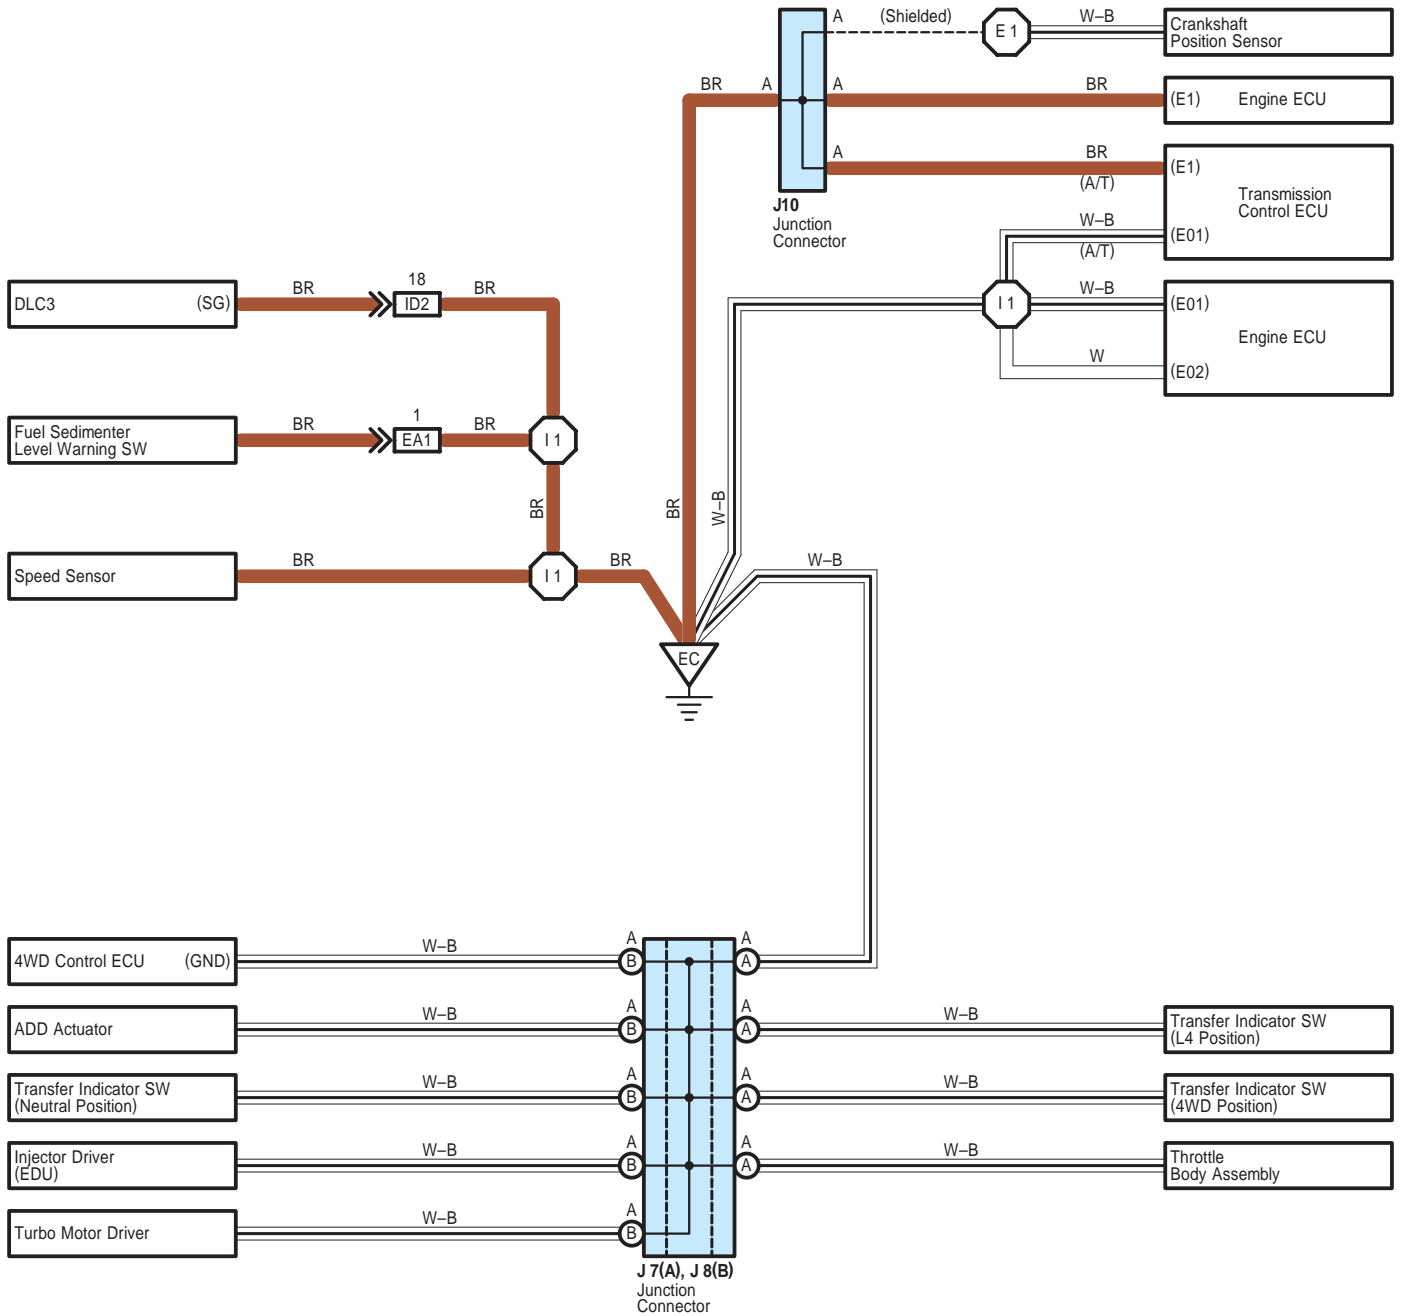 A
(Shielded)
E 1
W–B
Crankshaft
Position Sensor
BR
A
A
BR
(E1)
Engine ECU
A
BR
(A/T)
(E1)
Transmission
Control ECU
J10
Junction
Connector
W–B
(A/T)
(E01)
DLC3
(SG)
BR
18
ID2
BR
I 1
W–B
(E01)
Engine ECU
W
(E02)
Fuel Sedimenter
Level Warning SW
BR
1
EA1
BR
I 1
BR
BR
W–B
Speed Sensor
BR
I 1
BR
W–B
EC
4WD Control ECU
(GND)
W–B
A
B
A
A
ADD Actuator
W–B
A
B
A
A
W–B
Transfer Indicator SW
(L4 Position)
Transfer Indicator SW
(Neutral Position)
W–B
A
B
A
A
W–B
Transfer Indicator SW
(4WD Position)
Injector Driver
(EDU)
W–B
A
B
A
A
W–B
Throttle
Body Assembly
Turbo Motor Driver
W–B
A
B
J 7(A), J 8(B)
Junction
Connector